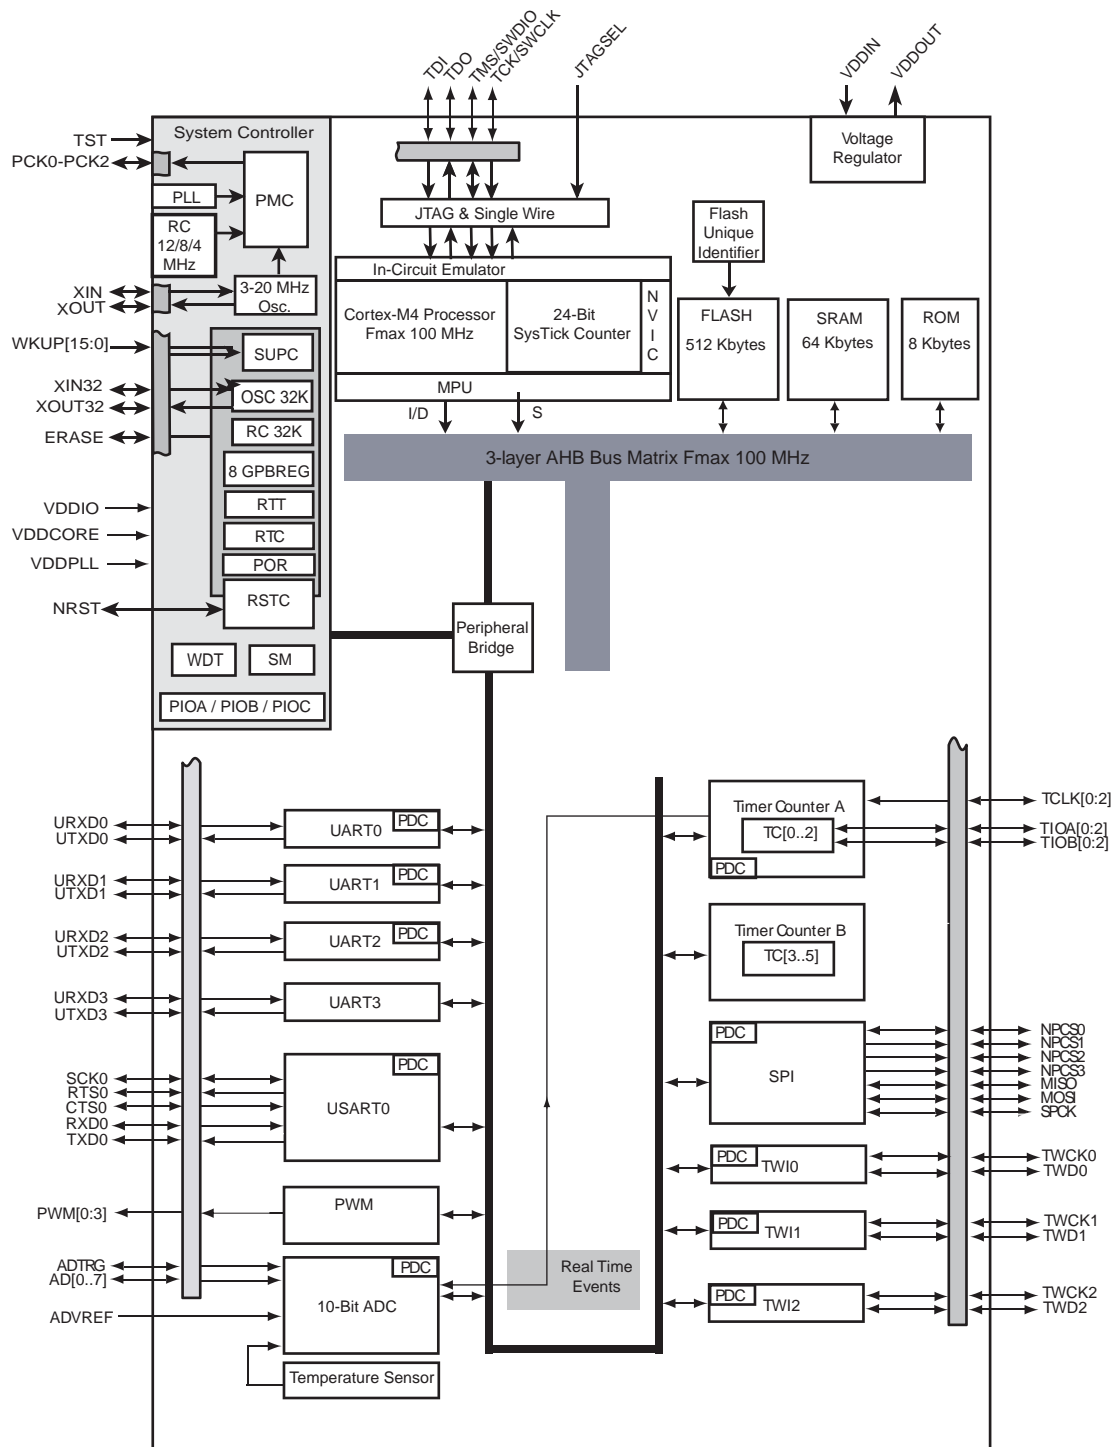 TDI
TDO
TMS/SWDIO
TCK/SWCLK
JTAGSEL
VDDIN
VDDOUT
System Controller
TST
PCK0-PCK2
PLL
PMC
RC
12/8/4
MHz
XIN
XOUT
3-20 MHz
Osc.
WKUP[15:0]
SUPC
XIN32
XOUT32
OSC 32K
ERASE
RC 32K
8 GPBREG
VDDIO
RTT
VDDCORE
RTC
VDDPLL
POR
NRST
RSTC
WDT
SM
PIOA / PIOB / PIOC
Voltage
Regulator
JTAG & Single Wire
Flash
Unique
Identifier
In-Circuit Emulator
Cortex-M4 Processor
Fmax 100 MHz
24-Bit
SysTick Counter
N
V
I
C
MPU
FLASH
512 Kbytes
SRAM
64 Kbytes
ROM
8 Kbytes
I/D
S
3-layer AHB Bus Matrix Fmax 100 MHz
Peripheral
Bridge
URXD0
UTXD0
UART0
PDC
URXD1
UTXD1
UART1
PDC
URXD2
UTXD2
UART2
PDC
URXD3
UTXD3
UART3
SCK0
RTS0
CTS0
RXD0
TXD0
USART0
PDC
PWM[0:3]
PWM
ADTRG
AD[0..7]
ADVREF
10-Bit ADC
PDC
Temperature Sensor
Real Time
Events
Timer Counter A
TC[0..2]
PDC
TCLK[0:2]
TIOA[0:2]
TIOB[0:2]
Timer Counter B
TC[3..5]
PDC
SPI
NPCS0
NPCS1
NPCS2
NPCS3
MISO
MOSI
SPCK
PDC
TWI0
TWCK0
TWD0
PDC
TWI1
TWCK1
TWD1
PDC
TWI2
TWCK2
TWD2